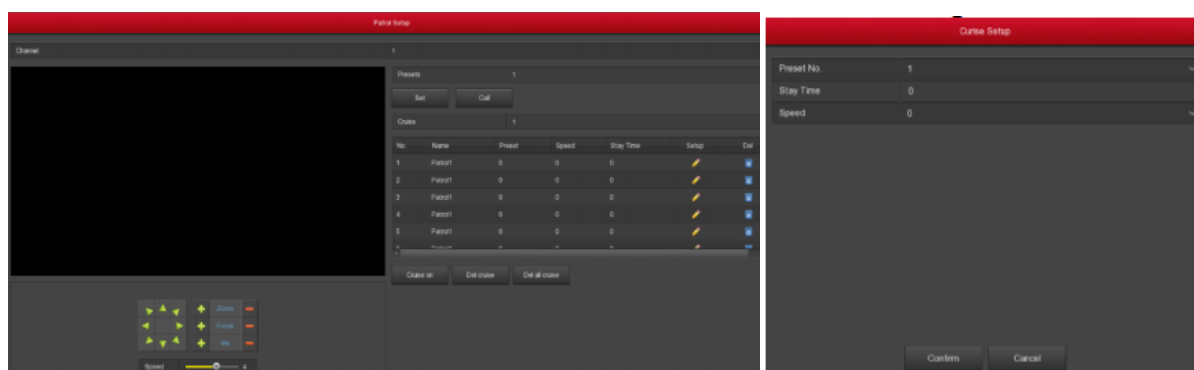 Patrol Setup
Channel 1
Presets 1
Set Call
Cruise 1
No. Name Preset Speed Stay Time Setup Del
1 Patrol1 0 0 0
2 Patrol1 0 0 0
3 Patrol1 0 0 0
4 Patrol1 0 0 0
5 Patrol1 0 0 0
Cruise on Del cruise Del all cruise
Zoom
Focus
Iris
Speed 4
Curise Setup
Preset No. 1
Stay Time 0
Speed 0
Confirm Cancel